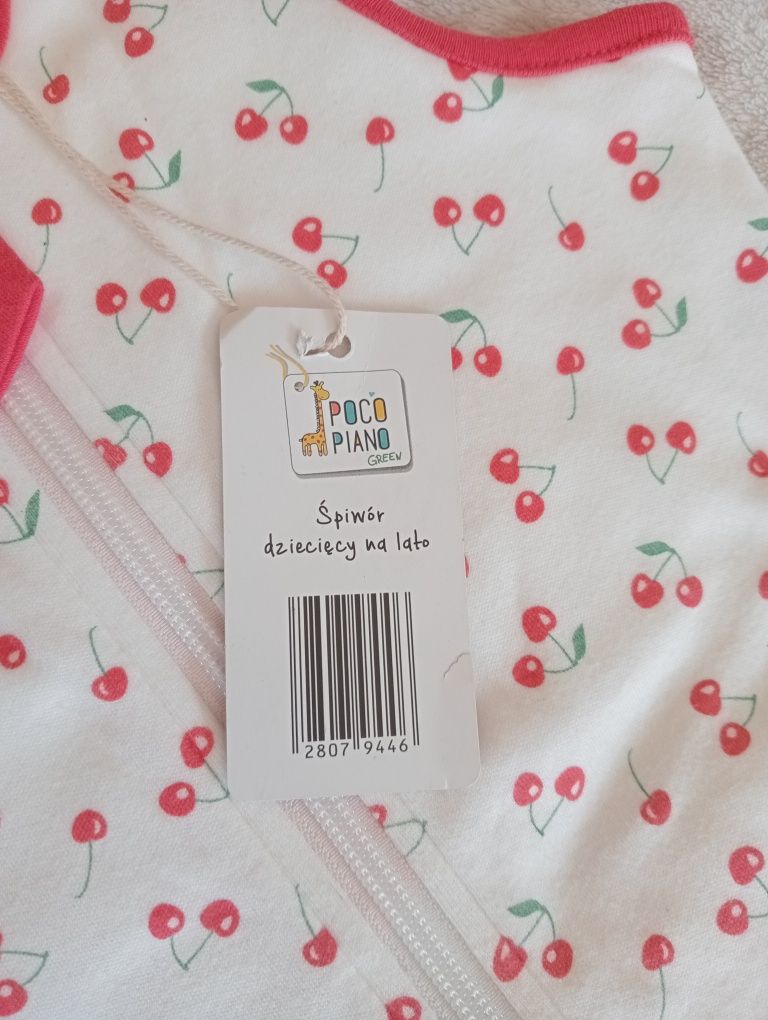 POCO
PIANO
GREEN
Śpiwór
dziecięcy na lato
2807 9446